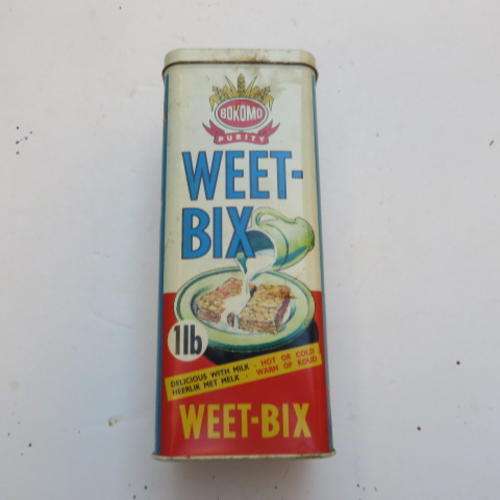 BOKOMO
PURITY
WEET-
BIX
1lb
DELICIOUS WITH MILK - HOT OR COLD
HEERLIK MET MELK - WARM OF KOUD
WEET-BIX